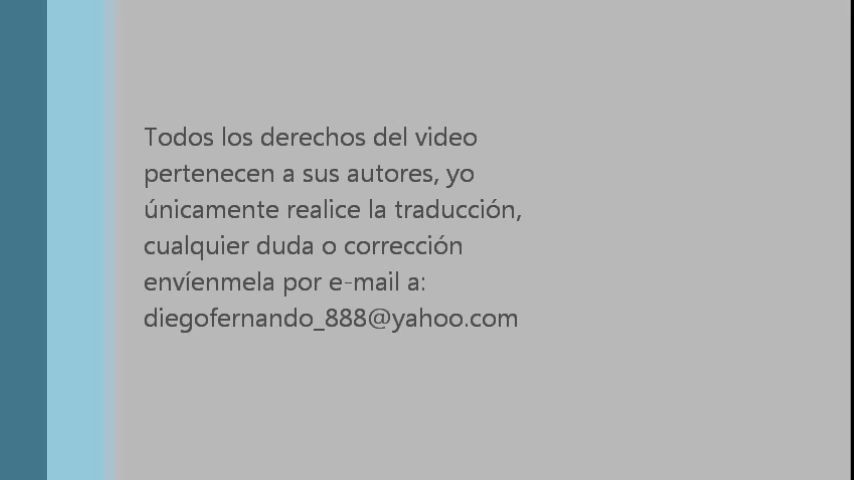 Todos los derechos del video
pertenecen a sus autores, yo
únicamente realice la traducción,
cualquier duda o corrección
envíenmela por e-mail a:
diegofernando_888@yahoo.com